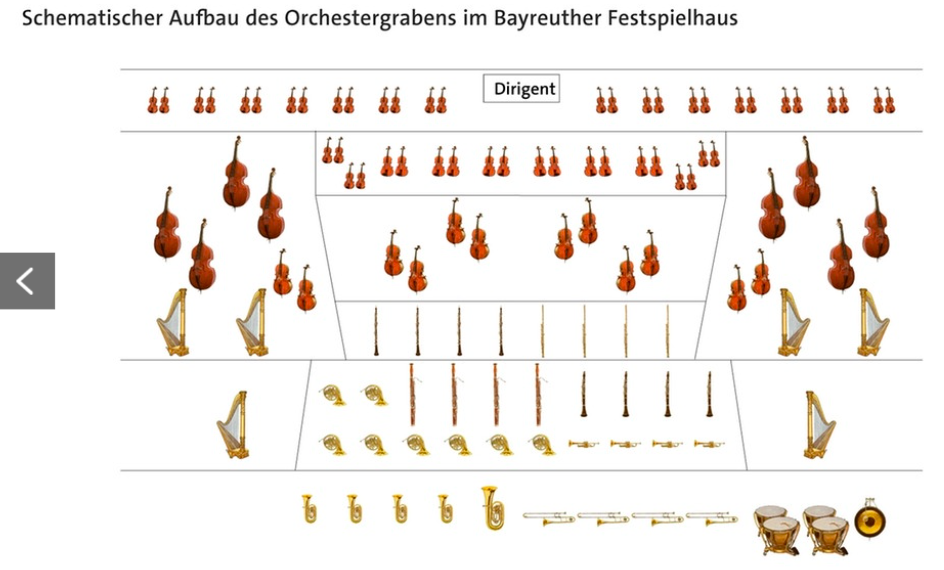 Schematischer Aufbau des Orchestergrabens im Bayreuther Festspielhaus
Dirigent